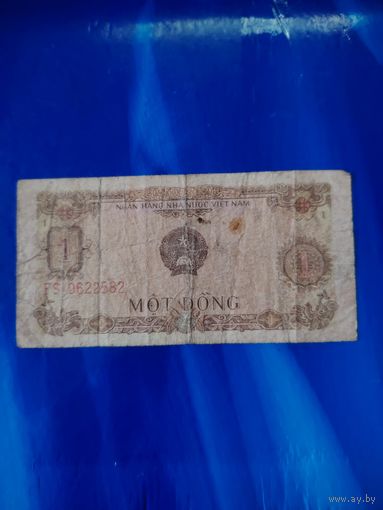 NGÂN HÀNG NHÀ NƯỚC VIỆT NAM
1
1
FS 0622582
MỘT ĐỒNG
www.ay.by